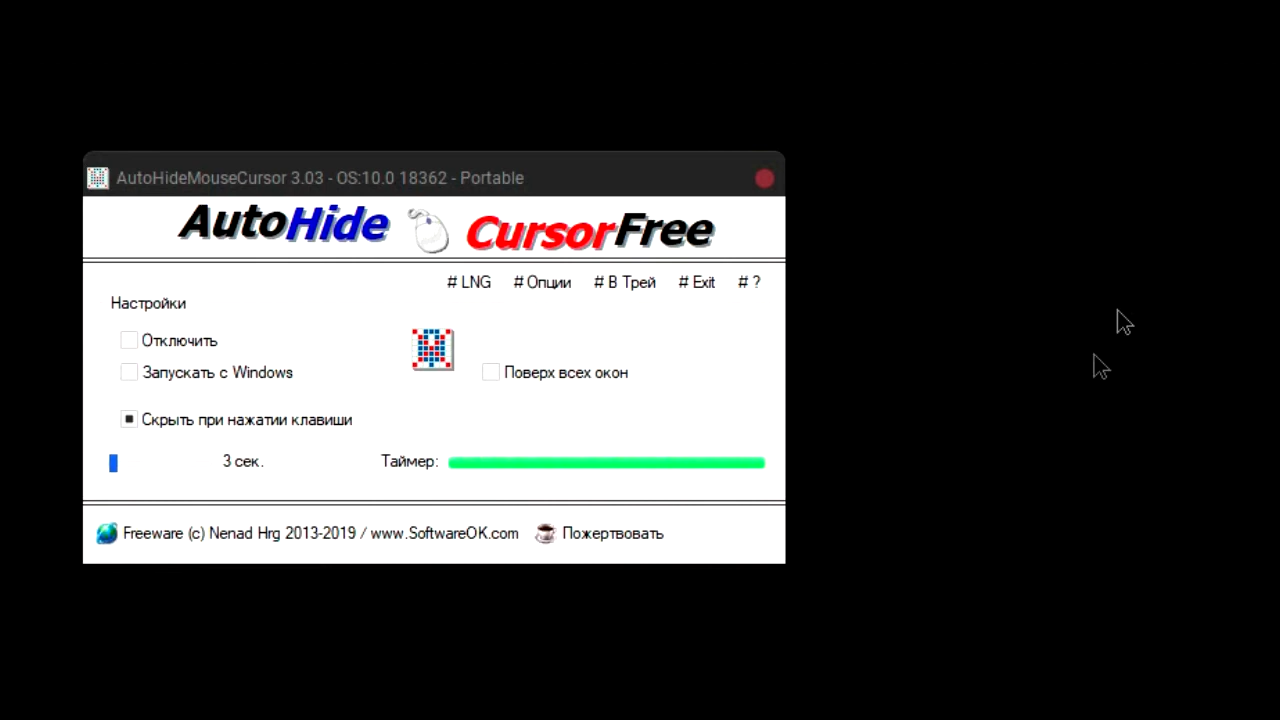 AutoHideMouseCursor 3.03 - OS:10.0 18362 - Portable
AutoHide CursorFree
# LNG # Опции # В Трей # Exit # ?
Настройки
Отключить
Запускать с Windows
Поверх всех окон
Скрыть при нажатии клавиши
3 сек. Таймер:
Freeware (c) Nenad Hrg 2013-2019 / www.SoftwareOK.com Пожертвовать